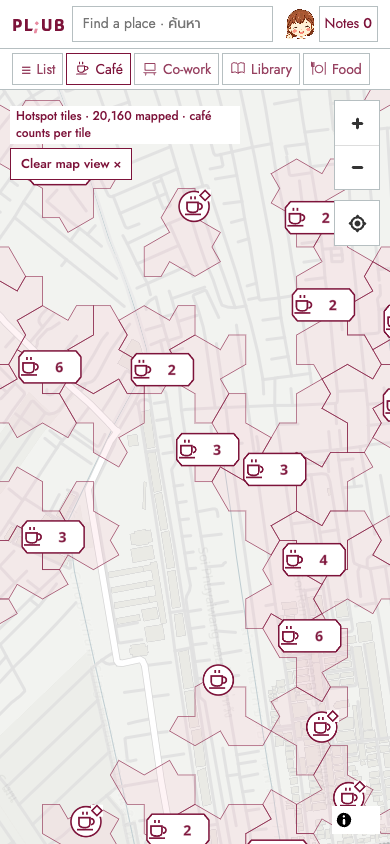 PL;UB
Find a place · ค้นหา
Notes 0
List
Café
Co-work
Library
Food
Hotspot tiles · 20,160 mapped · café
counts per tile
Clear map view ×
+
−
2
2
6
2
3
3
3
4
6
2